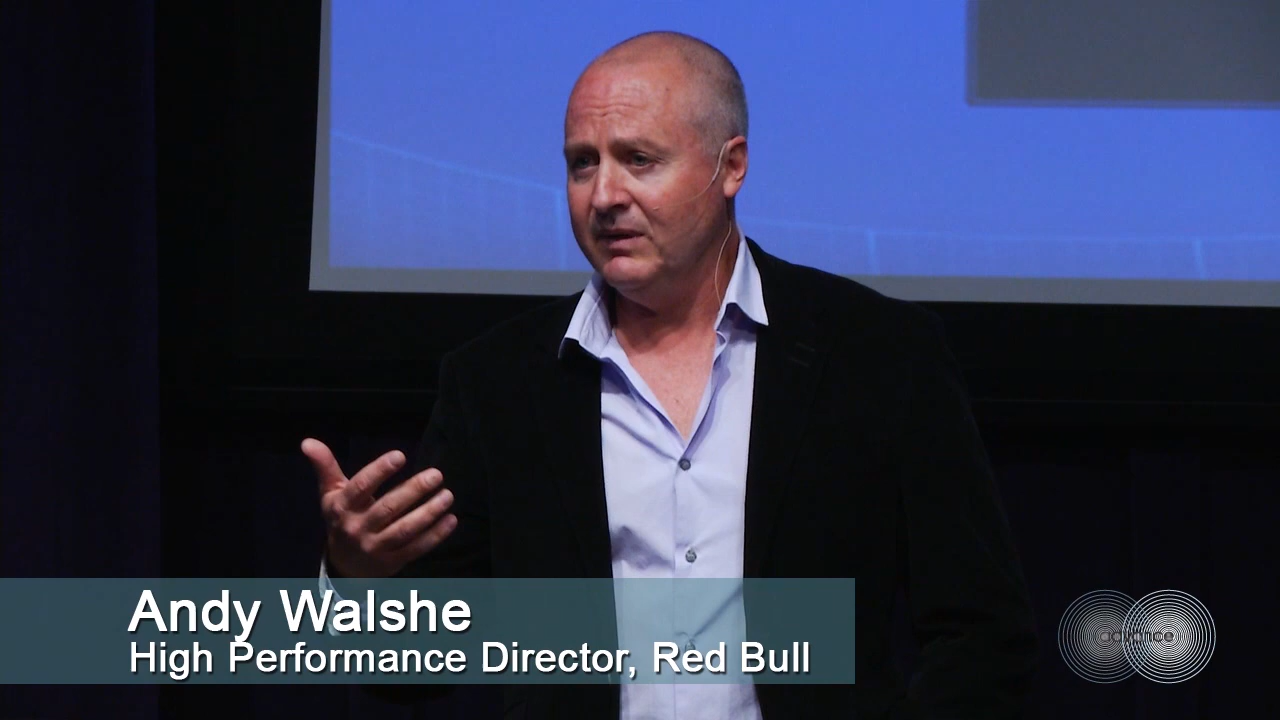 Andy Walshe
High Performance Director, Red Bull